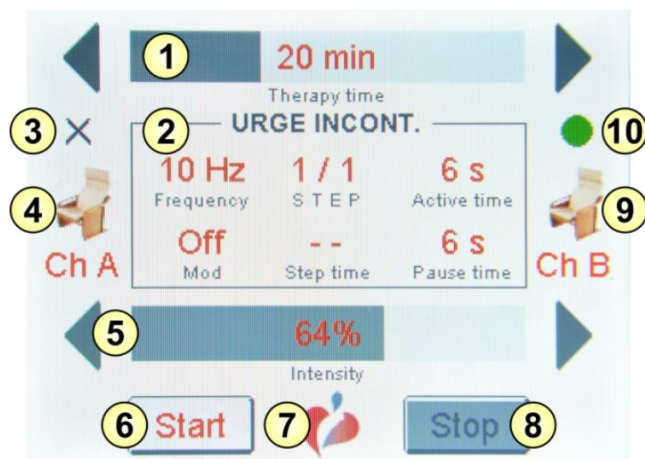 1
20 min
Therapy time
3
2
URGE INCONT.
10
10 Hz
1 / 1
6 s
Frequency
STEP
Active time
4
9
Off
- -
6 s
Ch A
Mod
Step time
Pause time
Ch B
5
64%
Intensity
6
Start
7
Stop
8